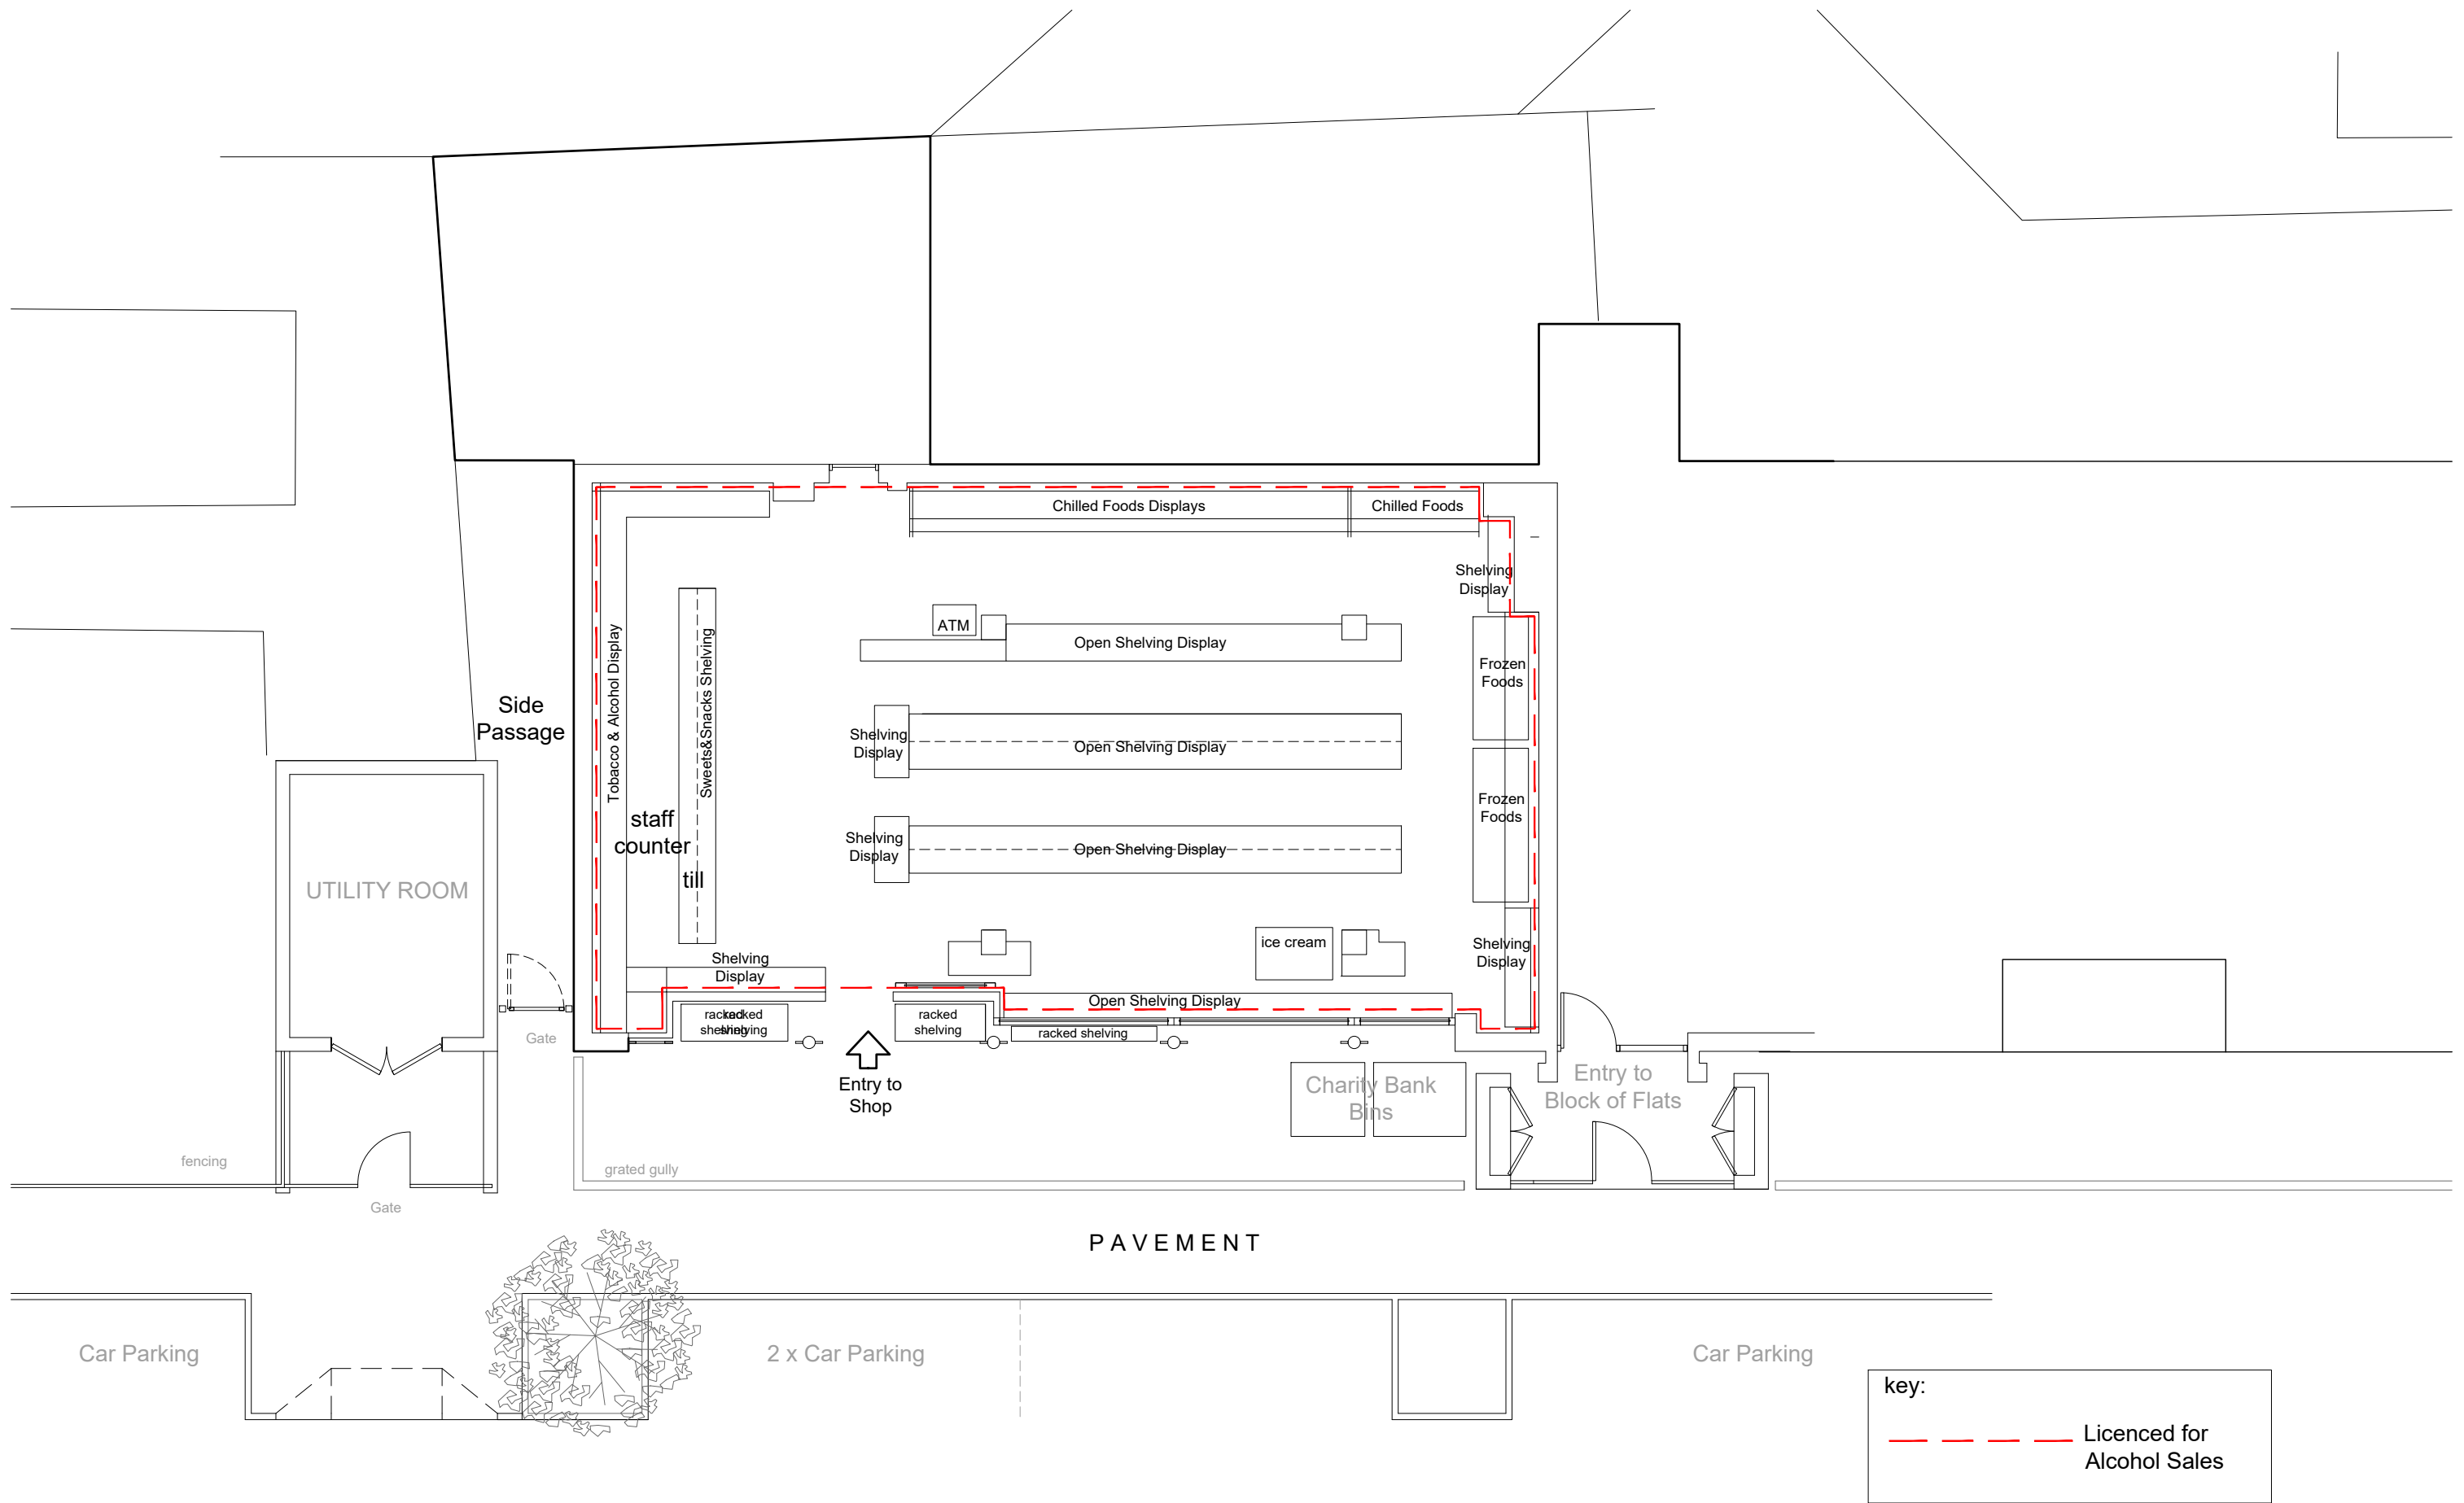 Chilled Foods Displays
Chilled Foods
Shelving
Display
ATM
Open Shelving Display
Tobacco & Alcohol Display
Sweets&Snacks Shelving
Frozen
Foods
Side
Passage
Shelving
Display
Open Shelving Display
staff
counter
till
Shelving
Display
Open Shelving Display
Frozen
Foods
UTILITY ROOM
Shelving
Display
ice cream
Shelving
Display
Open Shelving Display
racked
shelving
racked
shelving
racked
shelving
racked shelving
Gate
Entry to
Shop
Charity Bank
Bins
Entry to
Block of Flats
fencing
grated gully
Gate
PAVEMENT
Car Parking
2 x Car Parking
Car Parking
key:
Licenced for
Alcohol Sales